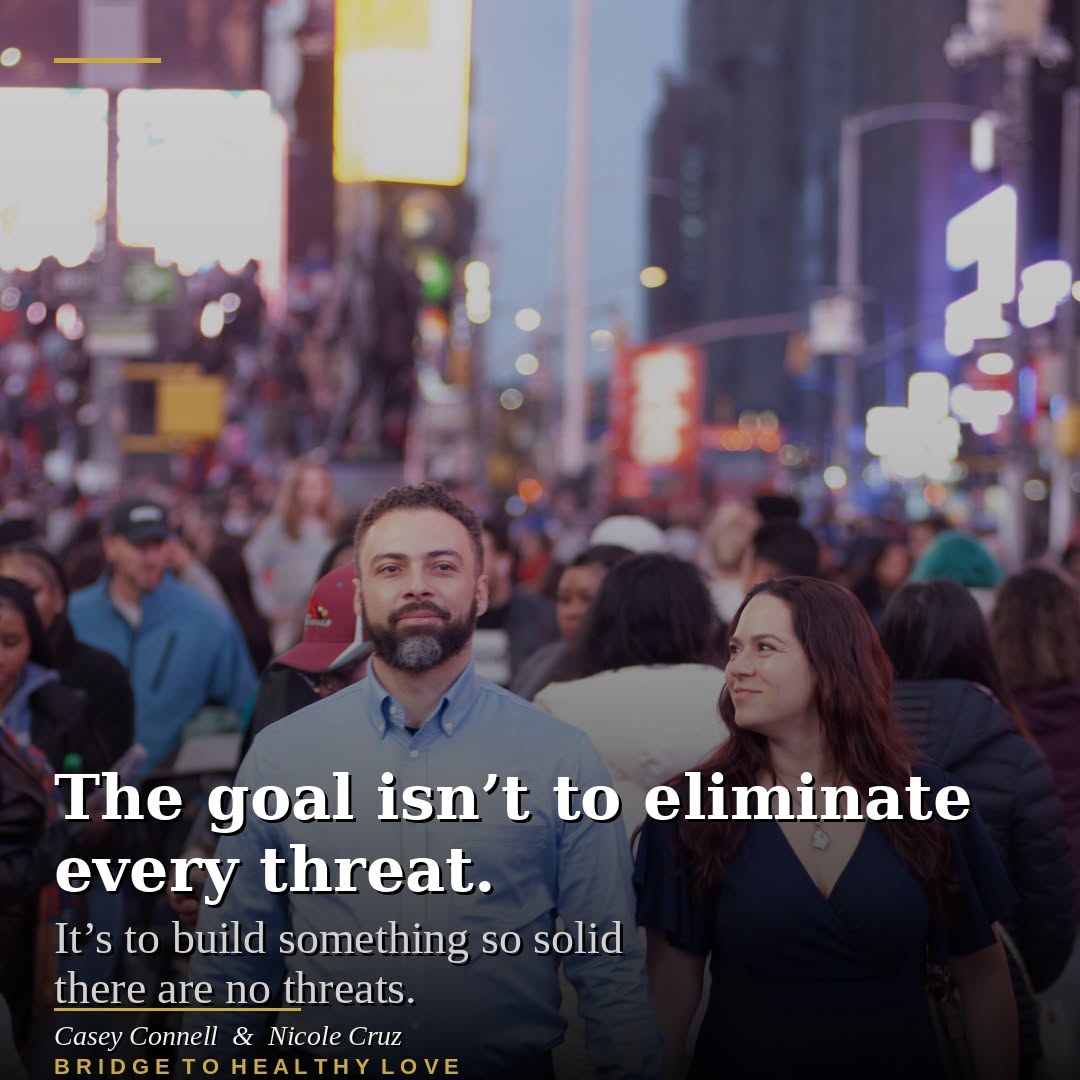 The goal isn’t to eliminate
every threat.
It’s to build something so solid
there are no threats.
Casey Connell & Nicole Cruz
BRIDGE TO HEALTHY LOVE